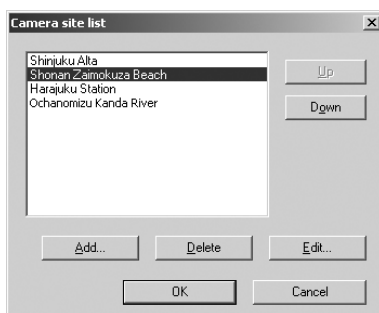 Camera site list
Shinjuku Alta
Shonan Zaimokuza Beach
Harajuku Station
Ochanomizu Kanda River
Up
Down
Add...
Delete
Edit...
OK
Cancel